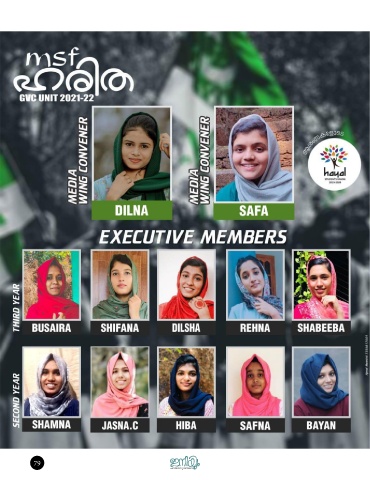 msf
ഹരിത
GVC UNIT 2021-22
MEDIA
WING CONVENER
DILNA
MEDIA
WING CONVENER
SAFA
hayal
EXECUTIVE MEMBERS
THIRD YEAR
BUSAIRA
SHIFANA
DILSHA
REHNA
SHABEEBA
SECOND YEAR
SHAMNA
JASNA.C
HIBA
SAFNA
BAYAN
79